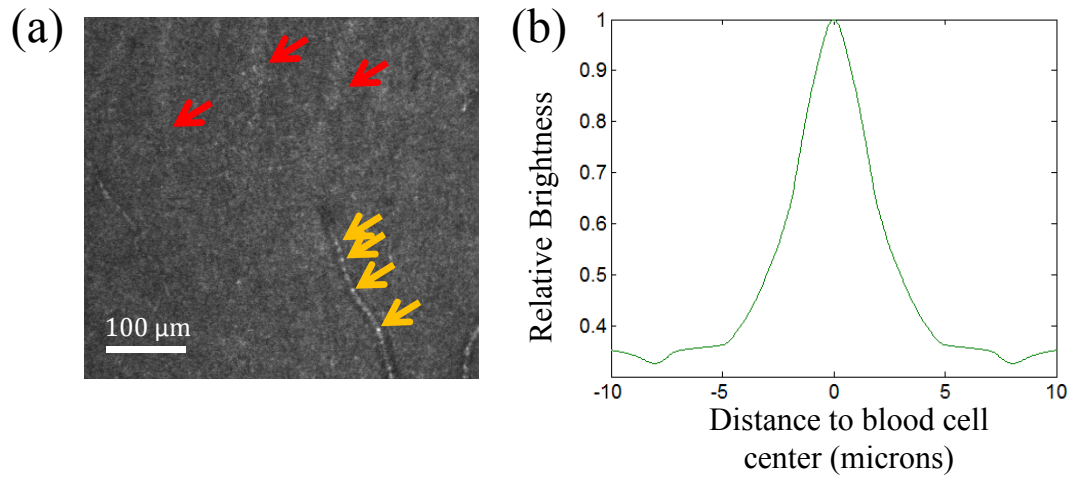 (a)
100 μm
(b)
Relative Brightness
1
0.9
0.8
0.7
0.6
0.5
0.4
-10
-5
0
5
10
Distance to blood cell
center (microns)